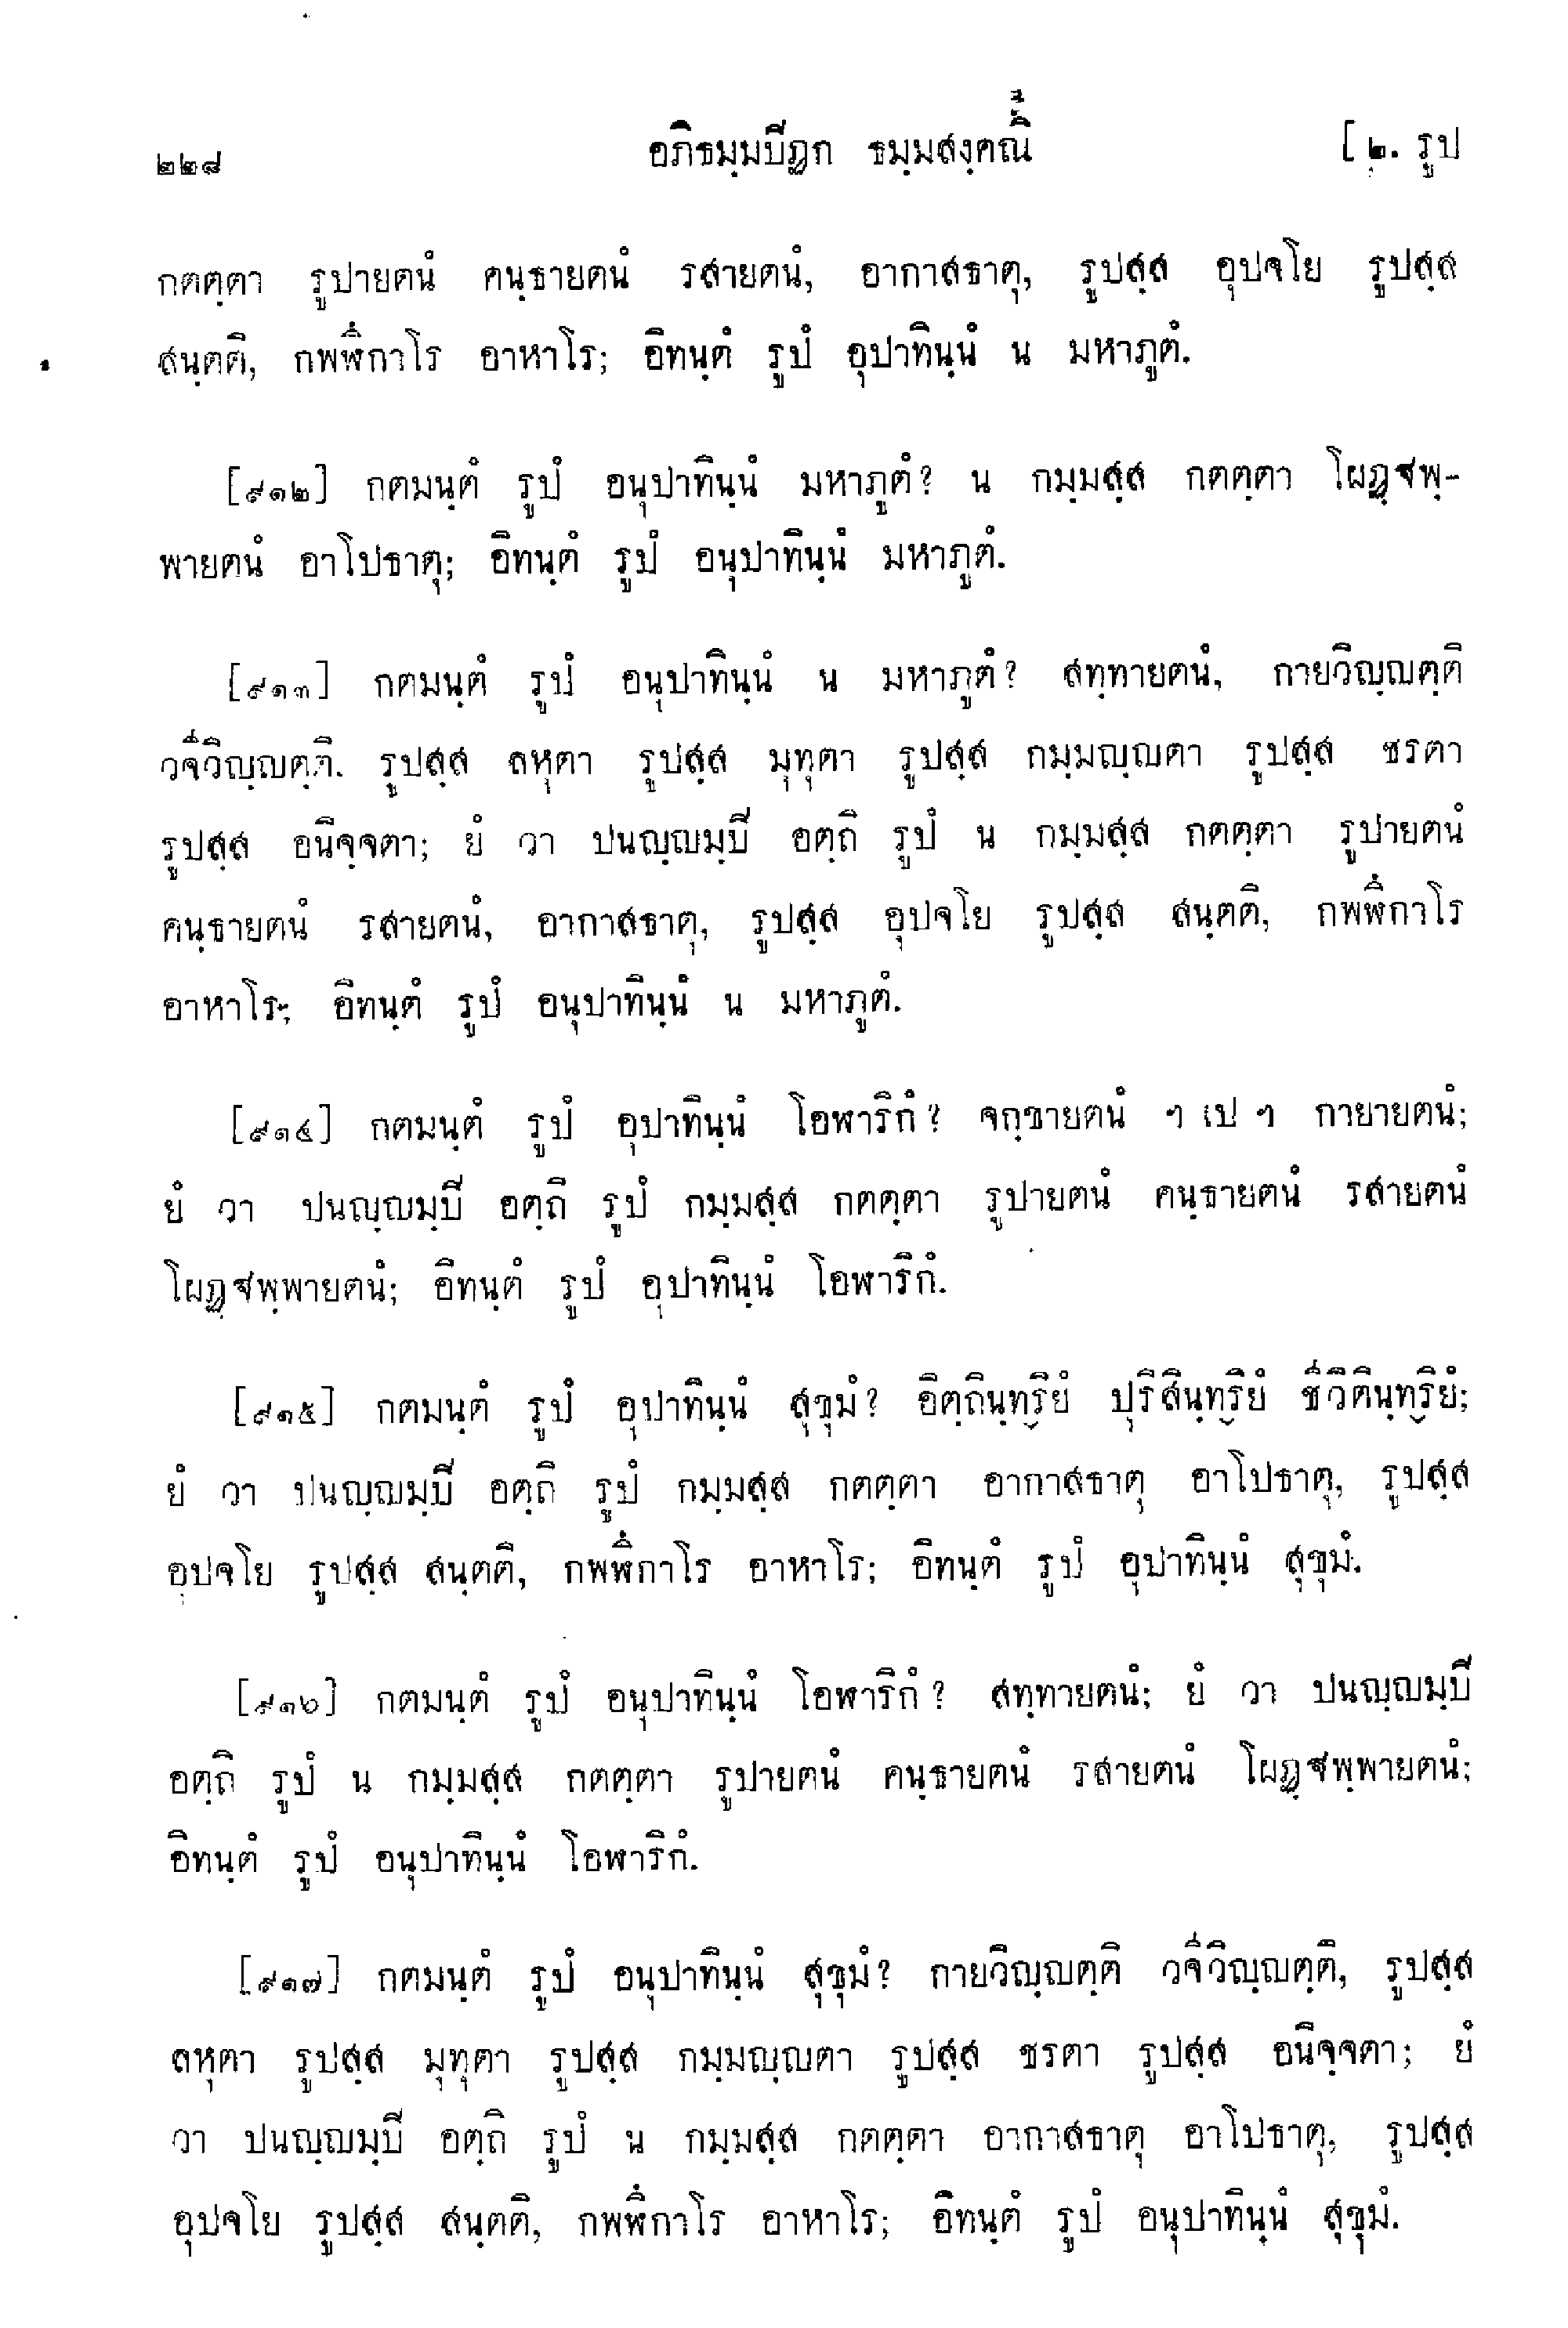 ๒๒๘ อภิธมฺมปิฏก ธมฺมสงฺคณี [๒. รูป
กตตฺตา รูปายตนํ คนฺธายตนํ รสายตนํ, อากาสธาตุ, รูปสฺส อุปจโย รูปสฺส
สนฺตติ, กพฬีกาโร อาหาโร; อิทนฺตํ รูปํ อุปาทินฺนํ น มหาภูตํ.
[๙๑๒] กตมนฺตํ รูปํ อนุปาทินฺนํ มหาภูตํ? น กมฺมสฺส กตตฺตา โผฏฺฐพฺ-
พายตนํ อาโปธาตุ; อิทนฺตํ รูปํ อนุปาทินฺนํ มหาภูตํ.
[๙๑๓] กตมนฺตํ รูปํ อนุปาทินฺนํ น มหาภูตํ? สทฺทายตนํ, กายวิญฺญตฺติ
วจีวิญฺญตฺติ. รูปสฺส ลหุตา รูปสฺส มุทุตา รูปสฺส กมฺมญฺญตา รูปสฺส ชรตา
รูปสฺส อนิจฺจตา; ยํ วา ปนญฺญมฺปิ อตฺถิ รูปํ น กมฺมสฺส กตตฺตา รูปายตนํ
คนฺธายตนํ รสายตนํ, อากาสธาตุ, รูปสฺส อุปจโย รูปสฺส สนฺตติ, กพฬีกาโร
อาหาโร; อิทนฺตํ รูปํ อนุปาทินฺนํ น มหาภูตํ.
[๙๑๔] กตมนฺตํ รูปํ อุปาทินฺนํ โอฬาริกํ? จกฺขายตนํ ฯ เป ฯ กายายตนํ;
ยํ วา ปนญฺญมฺปิ อตฺถิ รูปํ กมฺมสฺส กตตฺตา รูปายตนํ คนฺธายตนํ รสายตนํ
โผฏฺฐพฺพายตนํ; อิทนฺตํ รูปํ อุปาทินฺนํ โอฬาริกํ.
[๙๑๕] กตมนฺตํ รูปํ อุปาทินฺนํ สุขุมํ? อิตฺถินฺทฺริยํ ปุริสินฺทฺริยํ ชีวิตินฺทฺริยํ;
ยํ วา ปนญฺญมฺปิ อตฺถิ รูปํ กมฺมสฺส กตตฺตา อากาสธาตุ อาโปธาตุ, รูปสฺส
อุปจโย รูปสฺส สนฺตติ, กพฬีกาโร อาหาโร; อิทนฺตํ รูปํ อุปาทินฺนํ สุขุมํ.
[๙๑๖] กตมนฺตํ รูปํ อนุปาทินฺนํ โอฬาริกํ? สทฺทายตนํ; ยํ วา ปนญฺญมฺปิ
อตฺถิ รูปํ น กมฺมสฺส กตตฺตา รูปายตนํ คนฺธายตนํ รสายตนํ โผฏฺฐพฺพายตนํ;
อิทนฺตํ รูปํ อนุปาทินฺนํ โอฬาริกํ.
[๙๑๗] กตมนฺตํ รูปํ อนุปาทินฺนํ สุขุมํ? กายวิญฺญตฺติ วจีวิญฺญตฺติ, รูปสฺส
ลหุตา รูปสฺส มุทุตา รูปสฺส กมฺมญฺญตา รูปสฺส ชรตา รูปสฺส อนิจฺจตา; ยํ
วา ปนญฺญมฺปิ อตฺถิ รูปํ น กมฺมสฺส กตตฺตา อากาสธาตุ อาโปธาตุ, รูปสฺส
อุปจโย รูปสฺส สนฺตติ, กพฬีกาโร อาหาโร; อิทนฺตํ รูปํ อนุปาทินฺนํ สุขุมํ.